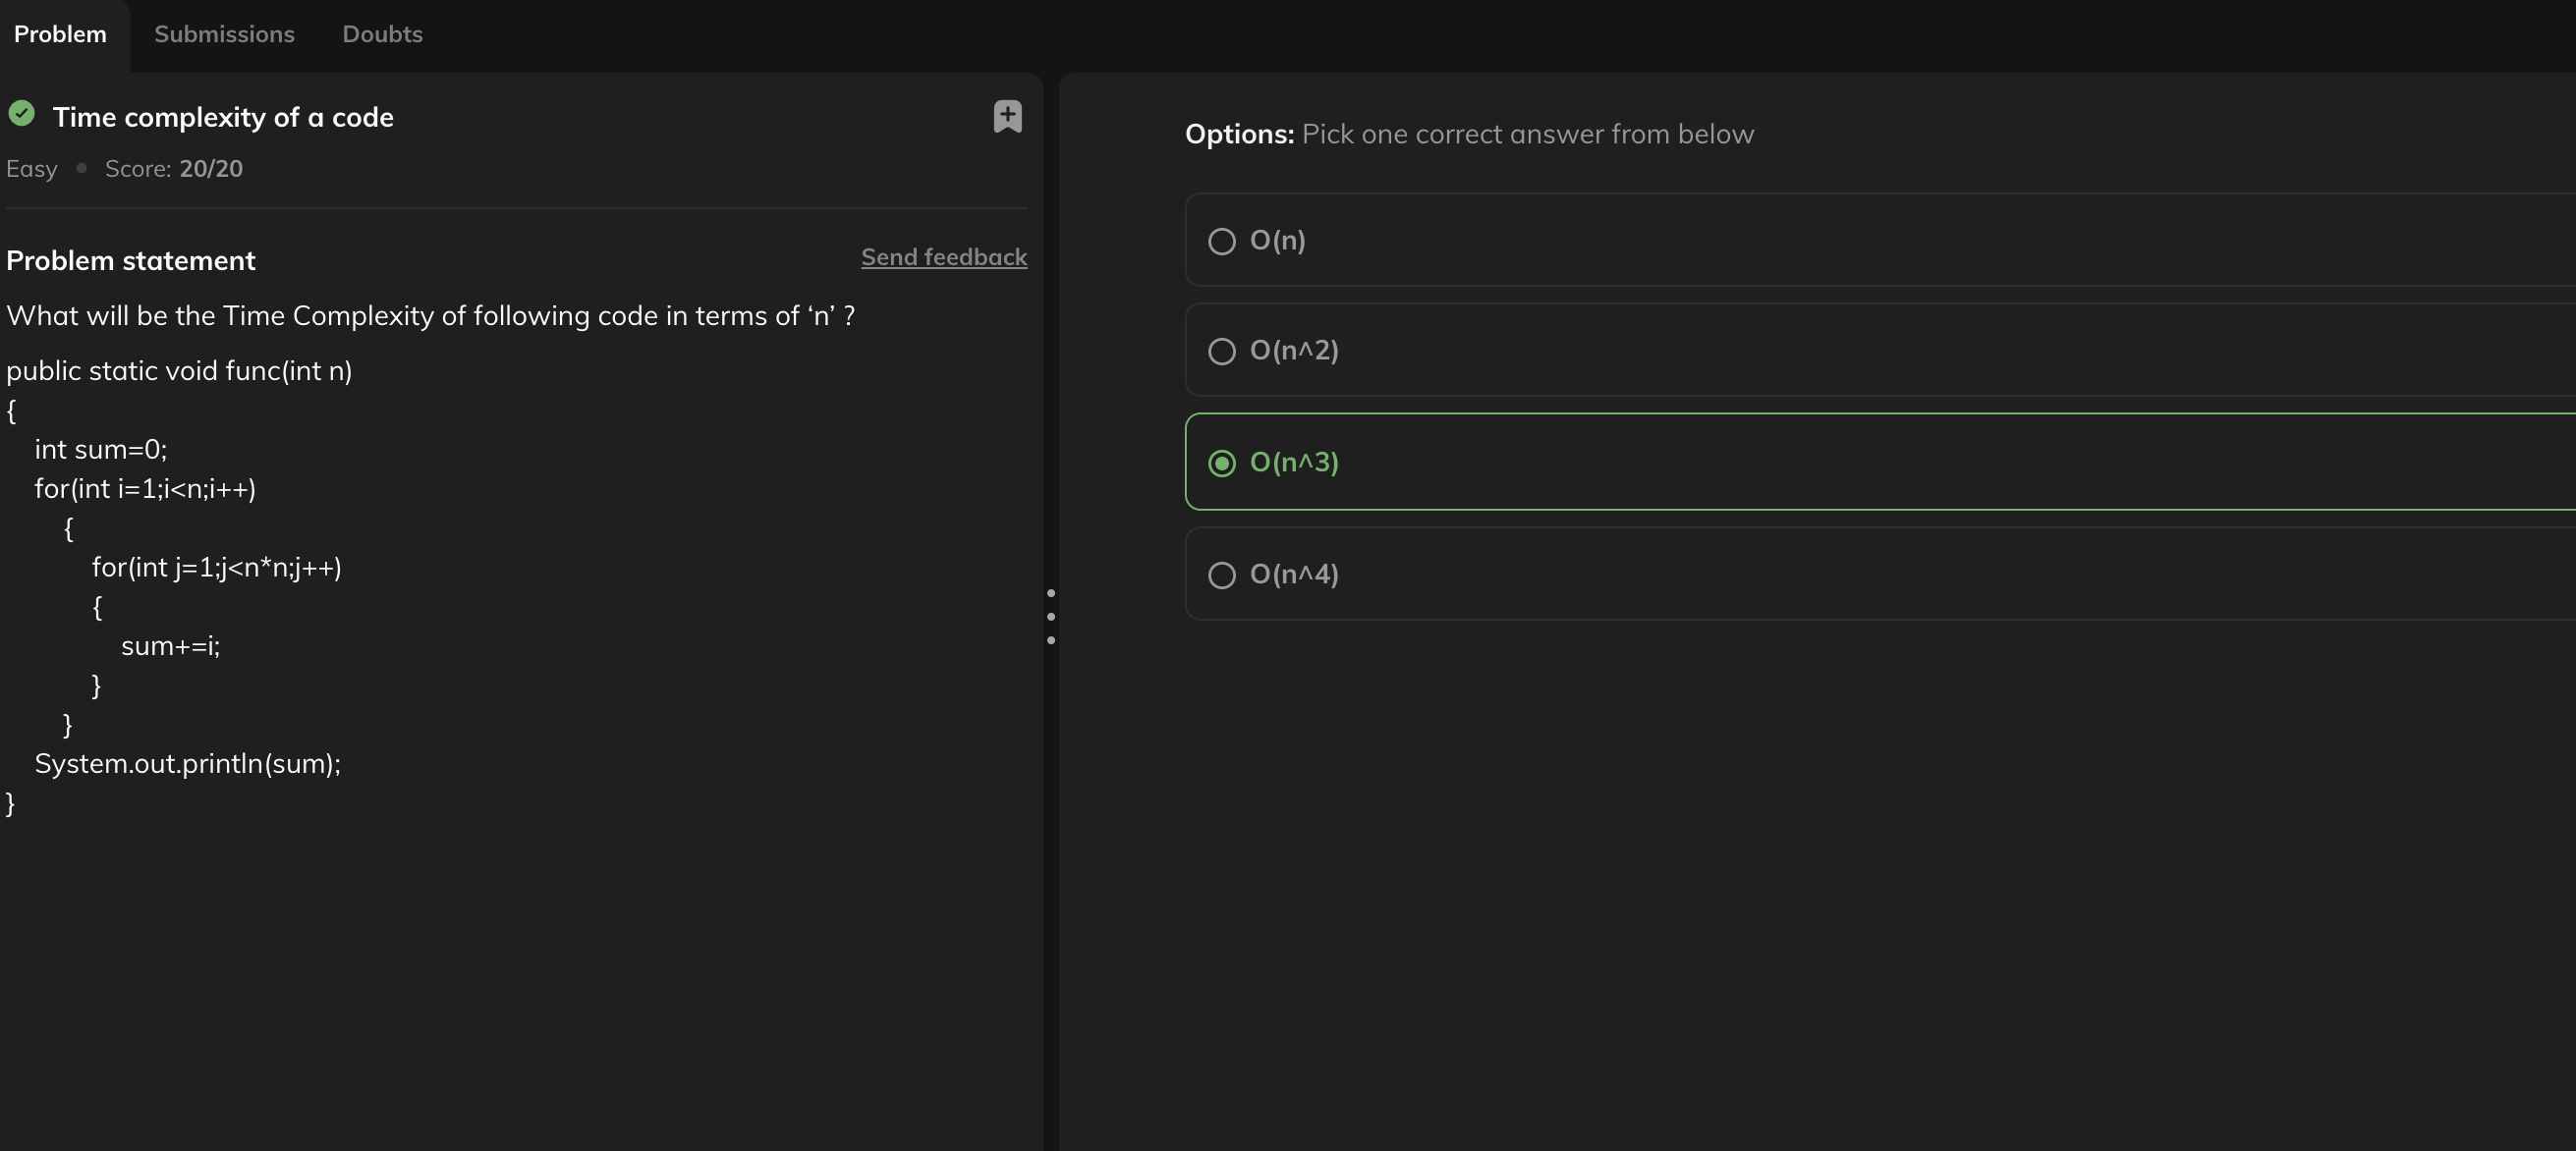 Problem
Submissions
Doubts
Time complexity of a code
Easy
Score: 20/20
Problem statement
Send feedback
What will be the Time Complexity of following code in terms of ‘n’ ?
public static void func(int n)
{
int sum=0;
for(int i=1;i<n;i++)
{
for(int j=1;j<n*n;j++)
{
sum+=i;
}
}
System.out.println(sum);
}
Options: Pick one correct answer from below
O(n)
O(n^2)
O(n^3)
O(n^4)